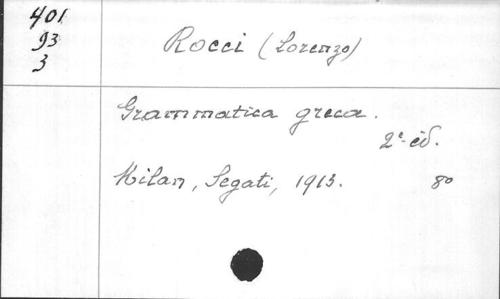 401
93
3
Rocci (Lorenzo)
Grammatica greca.
2e éd.
Milan, Segati, 1913.
8o